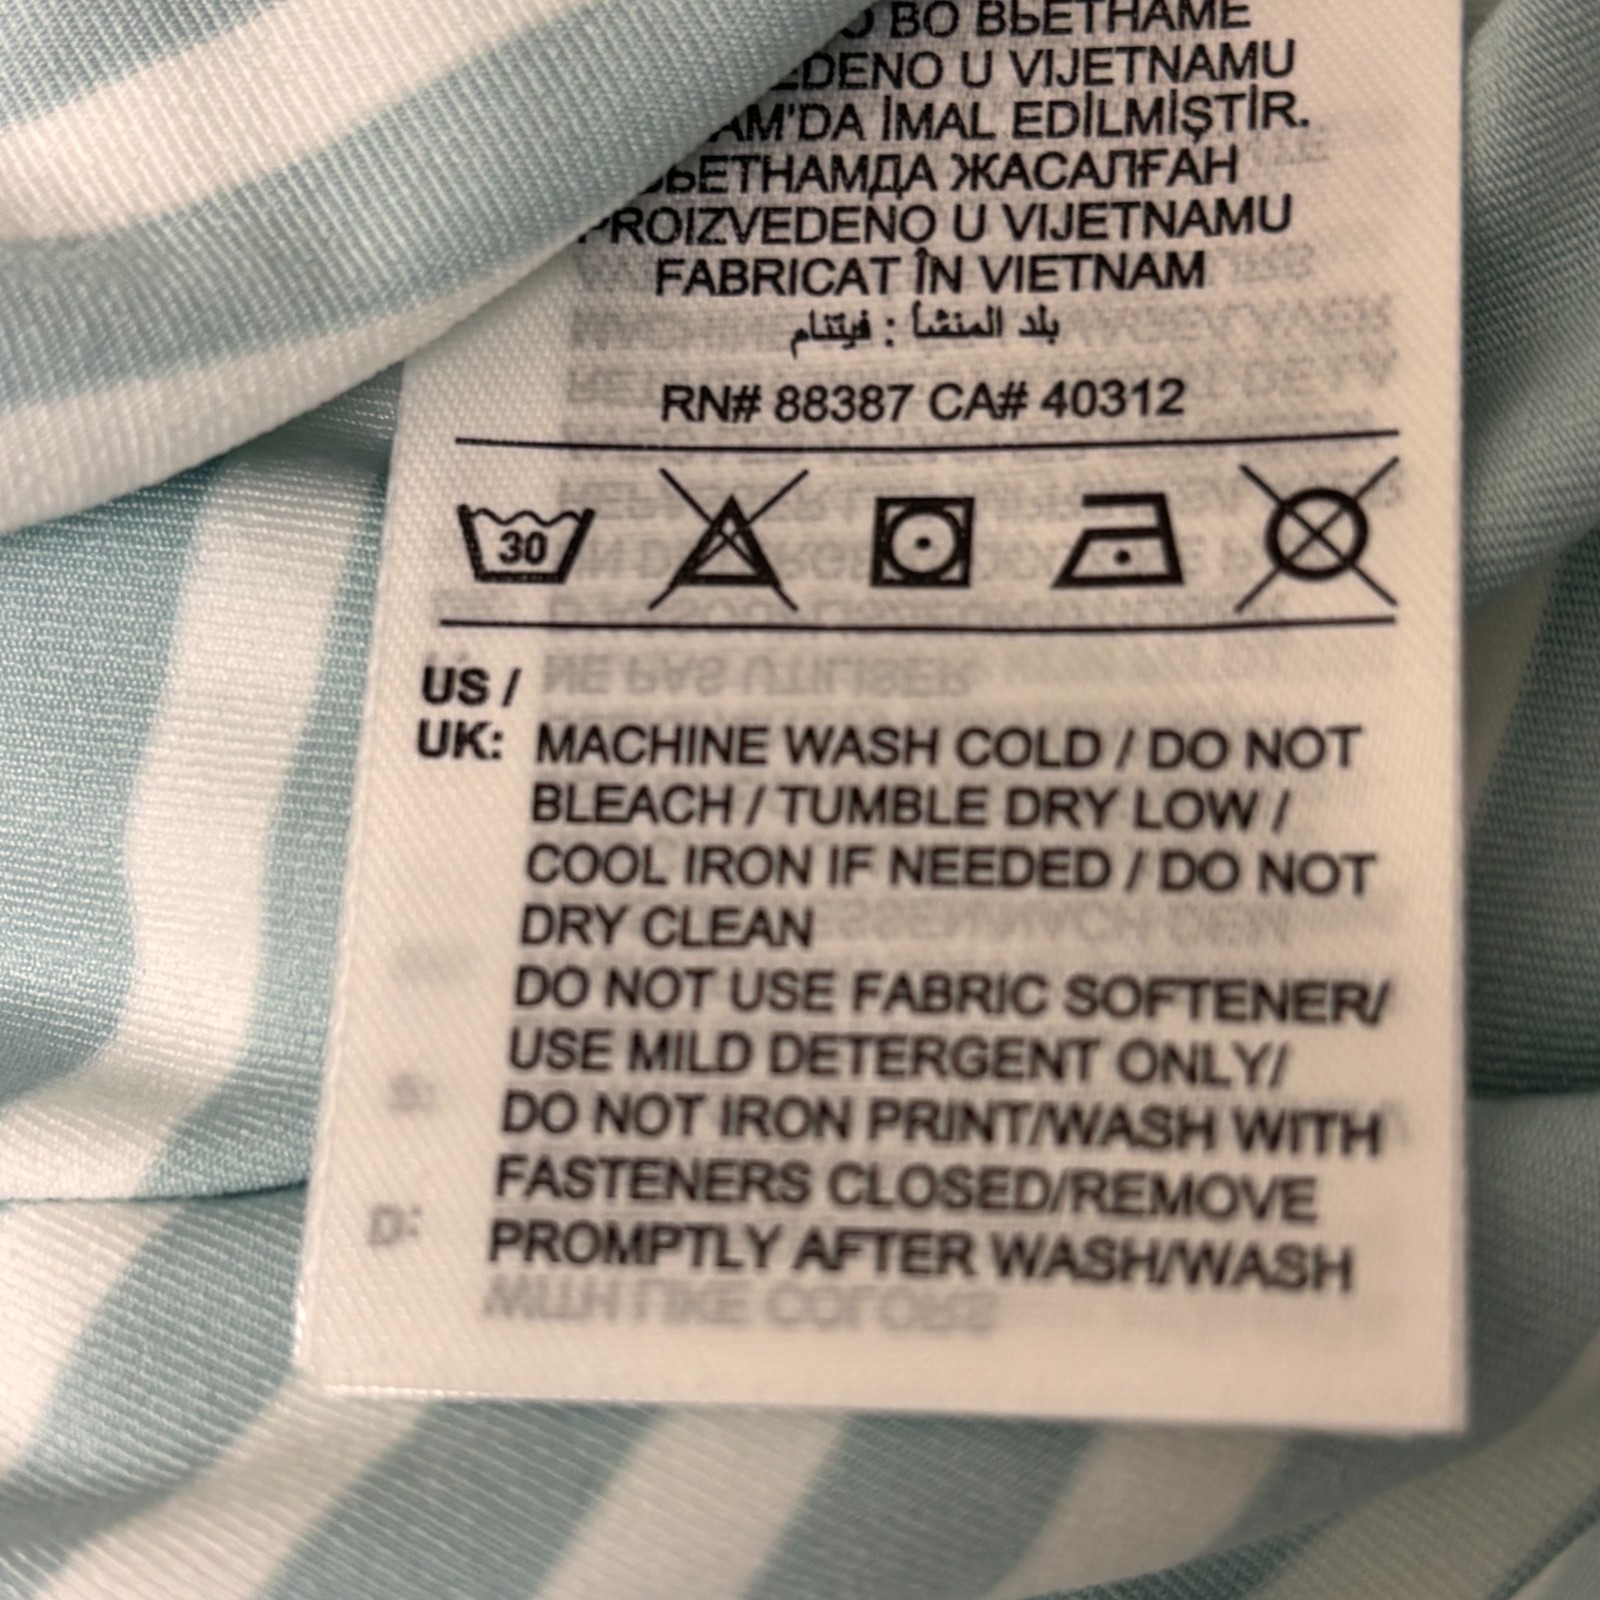 ВО ВЬЕТНАМЕ
U VIJETNAMU
İMAL EDİLMİŞTİR.
ВЬЕТНАМДА ЖАСАЛҒАН
PROIZVEDENO U VIJETNAMU
FABRICAT ÎN VIETNAM
بلد المنشأ : فيتنام
RN# 88387 CA# 40312
30
US /
UK: MACHINE WASH COLD / DO NOT
BLEACH / TUMBLE DRY LOW /
COOL IRON IF NEEDED / DO NOT
DRY CLEAN
DO NOT USE FABRIC SOFTENER/
USE MILD DETERGENT ONLY/
DO NOT IRON PRINT/WASH WITH
FASTENERS CLOSED/REMOVE
PROMPTLY AFTER WASH/WASH
WITH LIKE COLORS